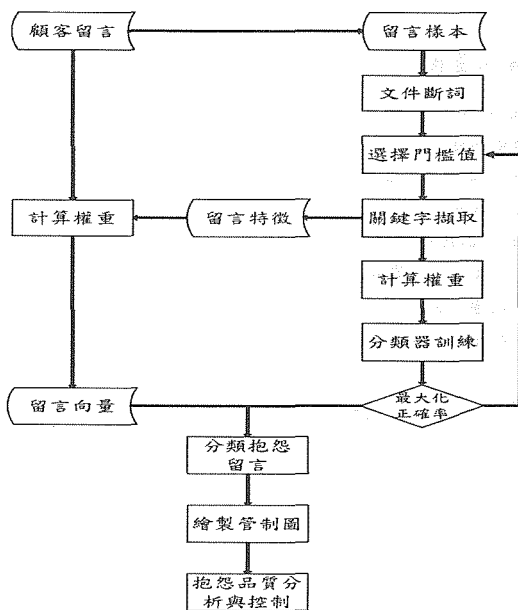 顧客留言
留言樣本
文件斷詞
選擇門檻值
計算權重
留言特徵
關鍵字擷取
計算權重
分類器訓練
留言向量
最大化
正確率
分類抱怨
留言
繪製管制圖
抱怨品質分
析與控制